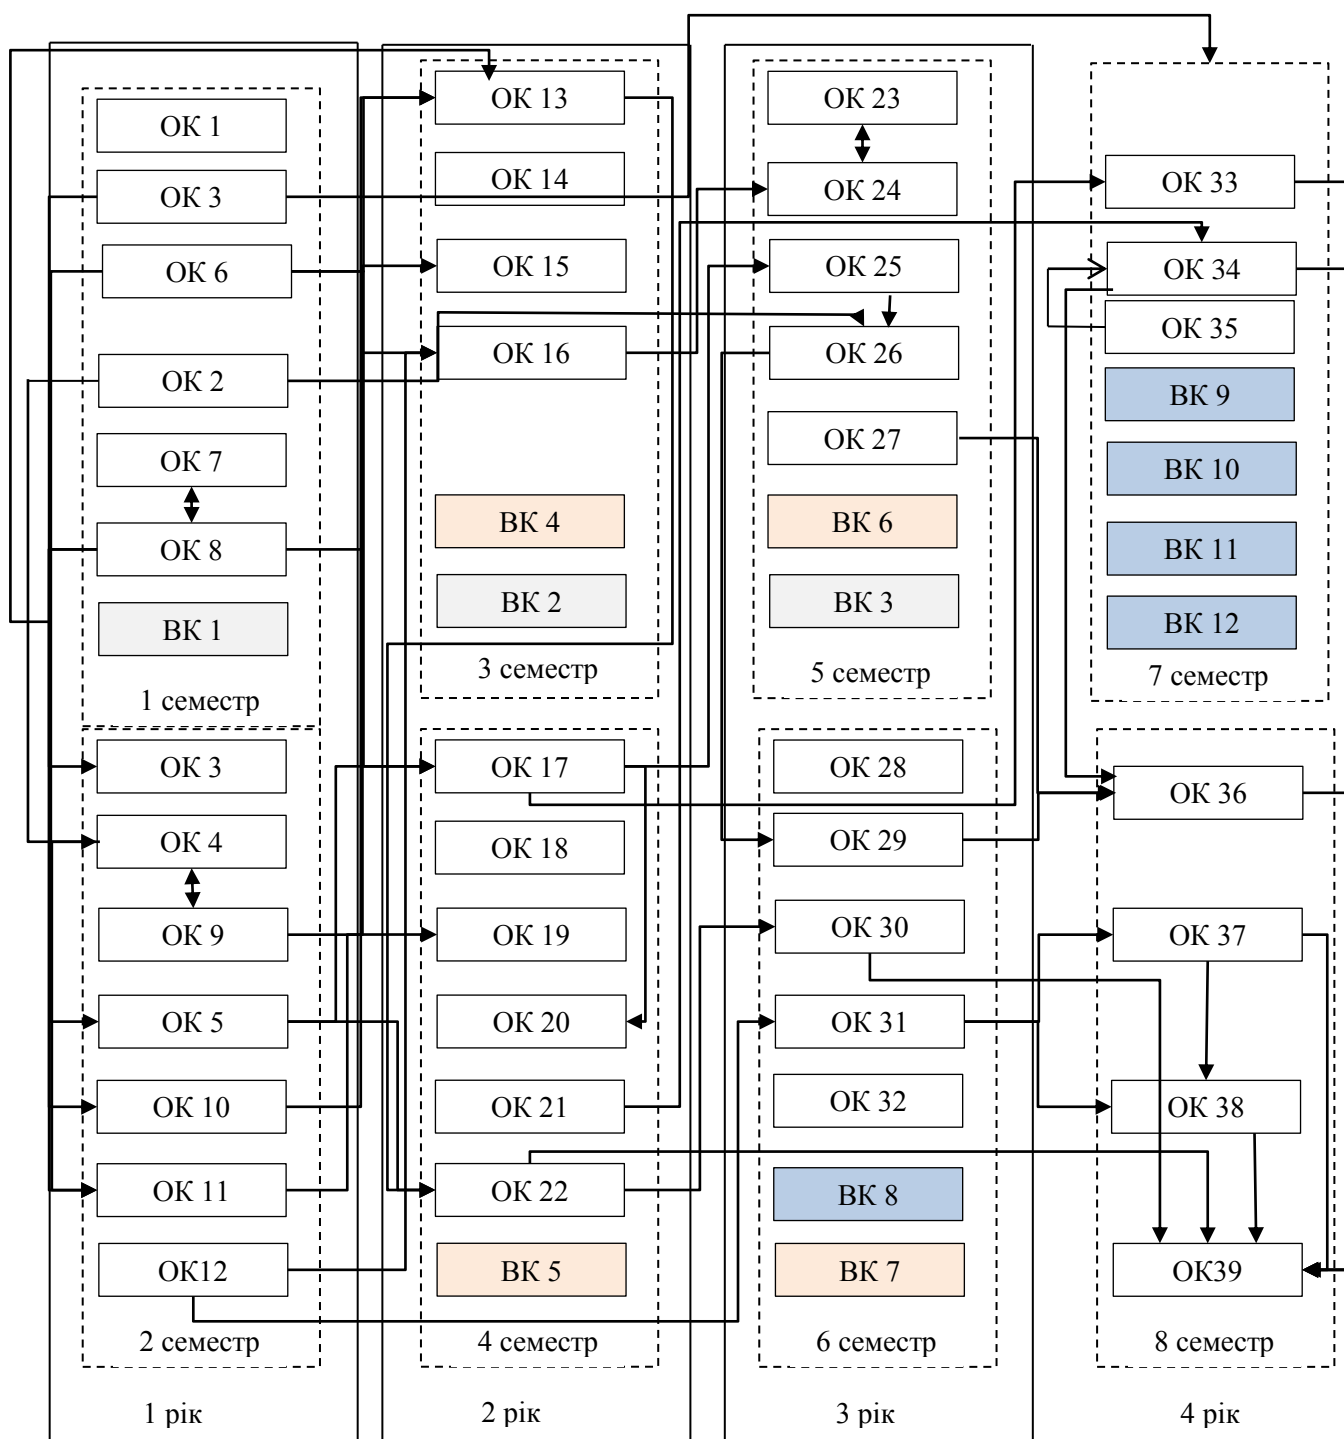 ОК 1
ОК 3
ОК 6
ОК 2
ОК 7
ОК 8
ВК 1
1 семестр
ОК 3
ОК 4
ОК 9
ОК 5
ОК 10
ОК 11
ОК12
2 семестр
1 рік
ОК 13
ОК 14
ОК 15
ОК 16
ВК 4
ВК 2
3 семестр
ОК 17
ОК 18
ОК 19
ОК 20
ОК 21
ОК 22
ВК 5
4 семестр
2 рік
ОК 23
ОК 24
ОК 25
ОК 26
ОК 27
ВК 6
ВК 3
5 семестр
ОК 28
ОК 29
ОК 30
ОК 31
ОК 32
ВК 8
ВК 7
6 семестр
3 рік
ОК 33
ОК 34
ОК 35
ВК 9
ВК 10
ВК 11
ВК 12
7 семестр
ОК 36
ОК 37
ОК 38
ОК39
8 семестр
4 рік